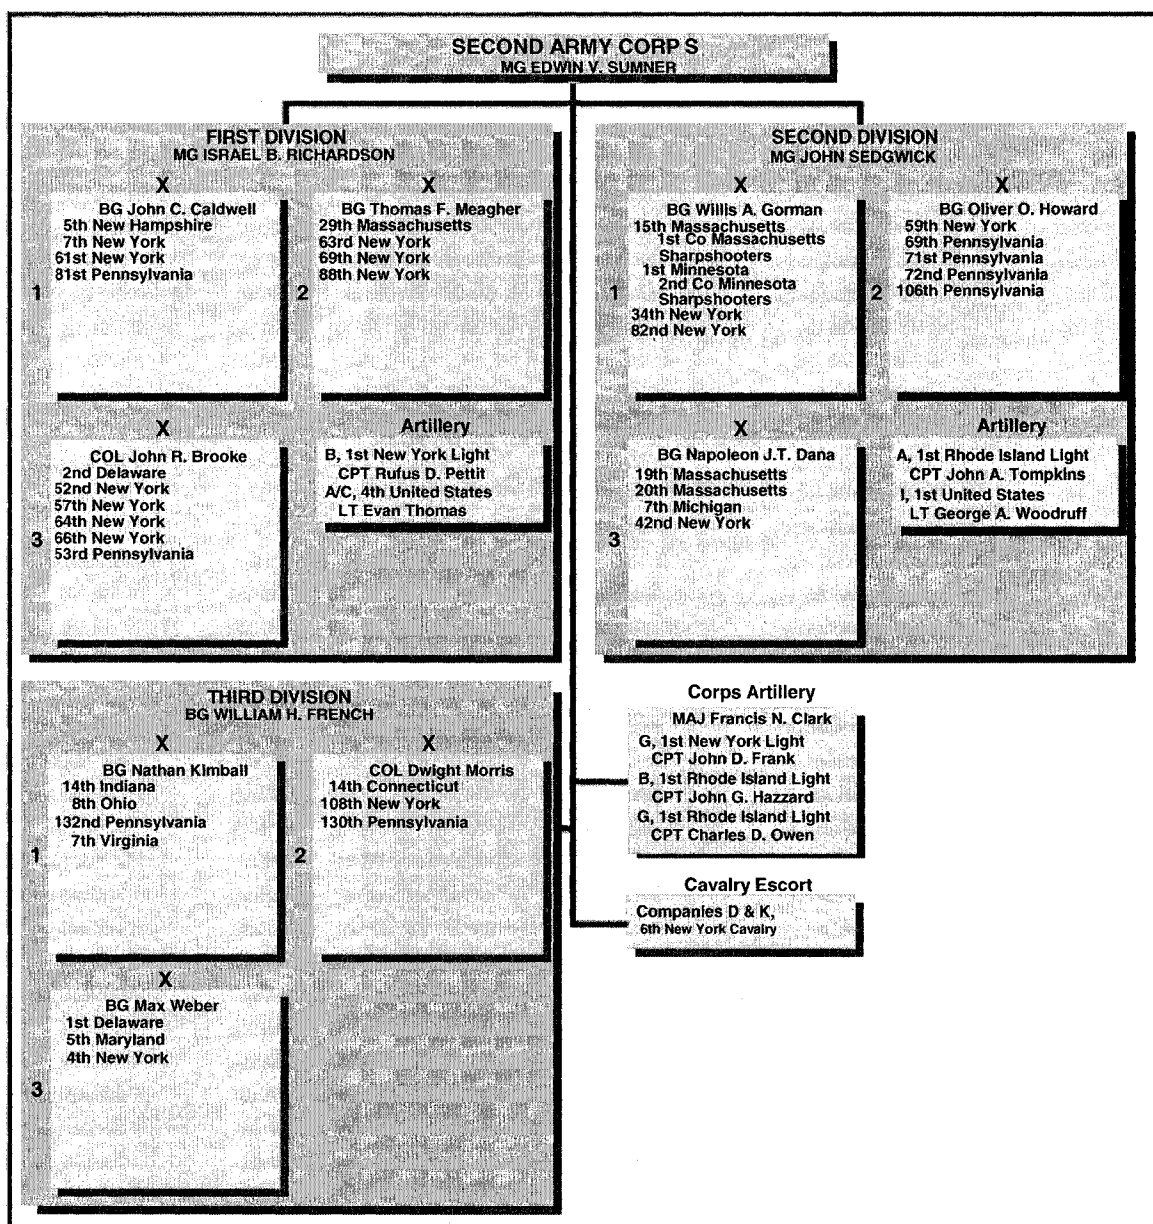 SECOND ARMY CORPS
MG EDWIN V. SUMNER
FIRST DIVISION
MG ISRAEL B. RICHARDSON
X
BG John C. Caldwell
5th New Hampshire
7th New York
61st New York
81st Pennsylvania
1
X
BG Thomas F. Meagher
29th Massachusetts
63rd New York
69th New York
88th New York
2
X
COL John R. Brooke
2nd Delaware
52nd New York
57th New York
64th New York
66th New York
53rd Pennsylvania
3
Artillery
B, 1st New York Light
CPT Rufus D. Pettit
A/C, 4th United States
LT Evan Thomas
SECOND DIVISION
MG JOHN SEDGWICK
X
BG Willis A. Gorman
15th Massachusetts
1st Co Massachusetts
Sharpshooters
1st Minnesota
2nd Co Minnesota
Sharpshooters
34th New York
82nd New York
1
X
BG Oliver O. Howard
59th New York
69th Pennsylvania
71st Pennsylvania
72nd Pennsylvania
106th Pennsylvania
2
X
BG Napoleon J.T. Dana
19th Massachusetts
20th Massachusetts
7th Michigan
42nd New York
3
Artillery
A, 1st Rhode Island Light
CPT John A. Tompkins
I, 1st United States
LT George A. Woodruff
THIRD DIVISION
BG WILLIAM H. FRENCH
X
BG Nathan Kimball
14th Indiana
8th Ohio
132nd Pennsylvania
7th Virginia
1
X
COL Dwight Morris
14th Connecticut
108th New York
130th Pennsylvania
2
X
BG Max Weber
1st Delaware
5th Maryland
4th New York
3
Corps Artillery
MAJ Francis N. Clark
G, 1st New York Light
CPT John D. Frank
B, 1st Rhode Island Light
CPT John G. Hazzard
G, 1st Rhode Island Light
CPT Charles D. Owen
Cavalry Escort
Companies D & K,
6th New York Cavalry